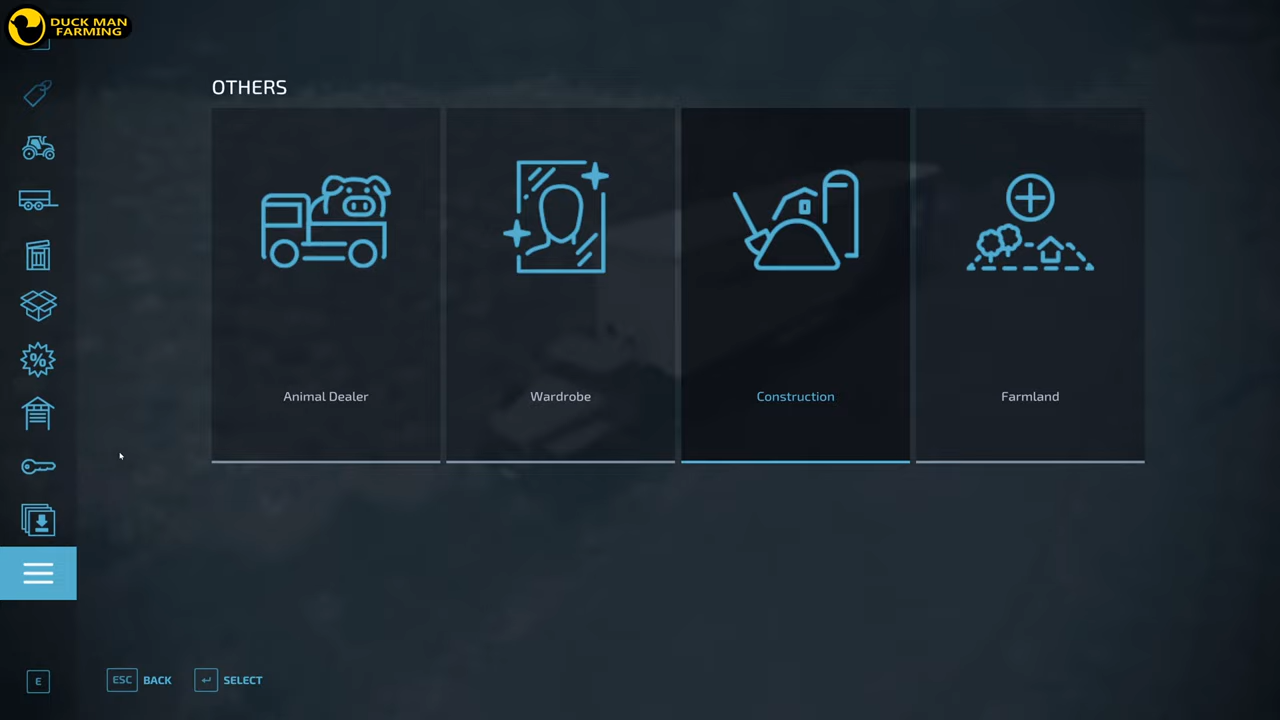 DUCK MAN
FARMING
OTHERS
%
Animal Dealer
Wardrobe
Construction
Farmland
E
ESC BACK
SELECT